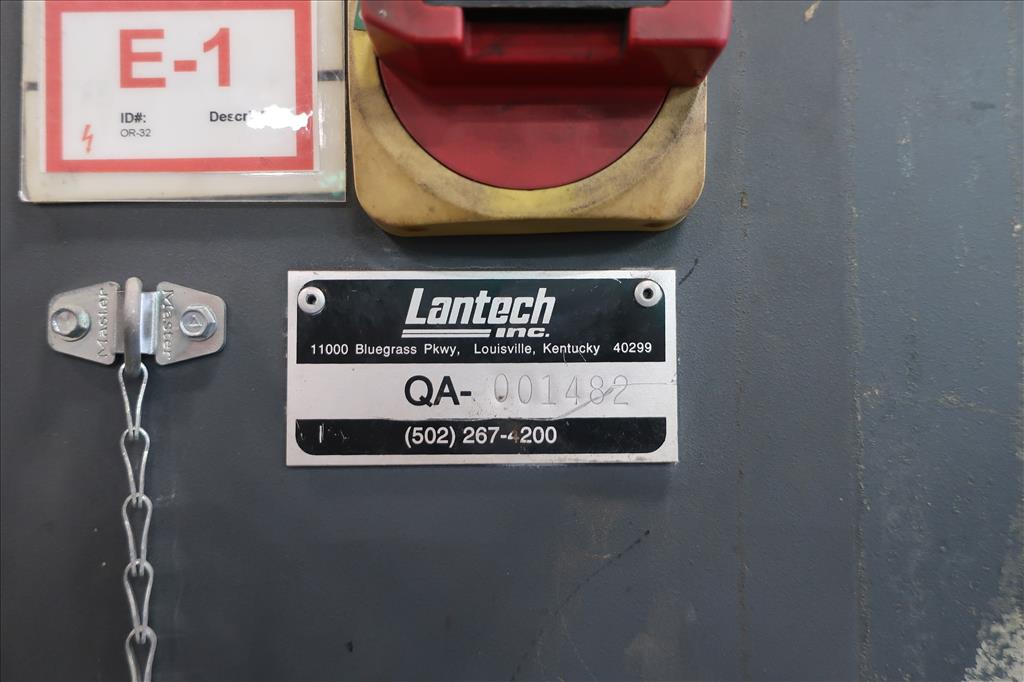 E-1
ID#:
OR-32
Lantech
INC.
11000 Bluegrass Pkwy, Louisville, Kentucky 40299
QA- 001482
(502) 267-4200
Master
Master